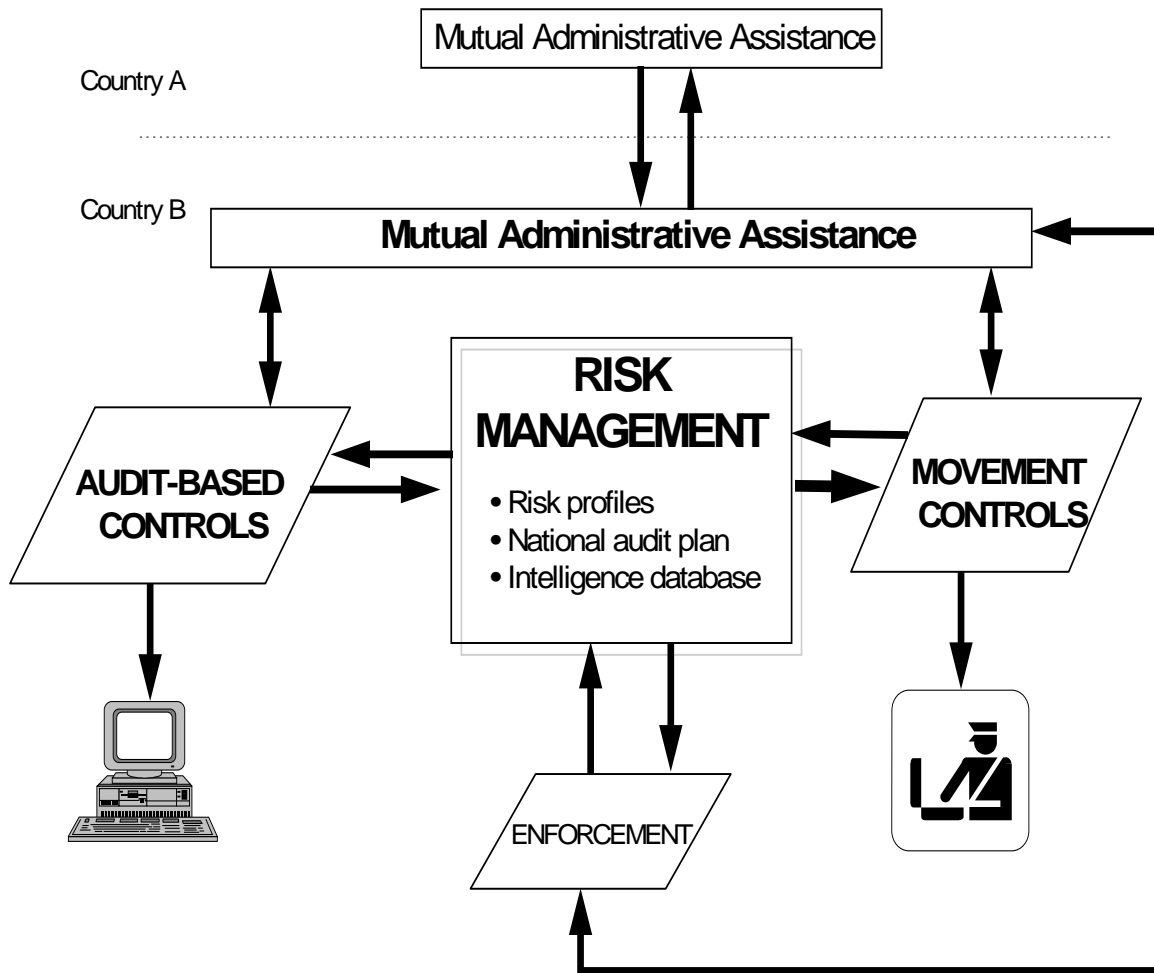 Mutual Administrative Assistance
Country A
Country B
Mutual Administrative Assistance
RISK
MANAGEMENT
• Risk profiles
• National audit plan
• Intelligence database
AUDIT-BASED
CONTROLS
MOVEMENT
CONTROLS
ENFORCEMENT